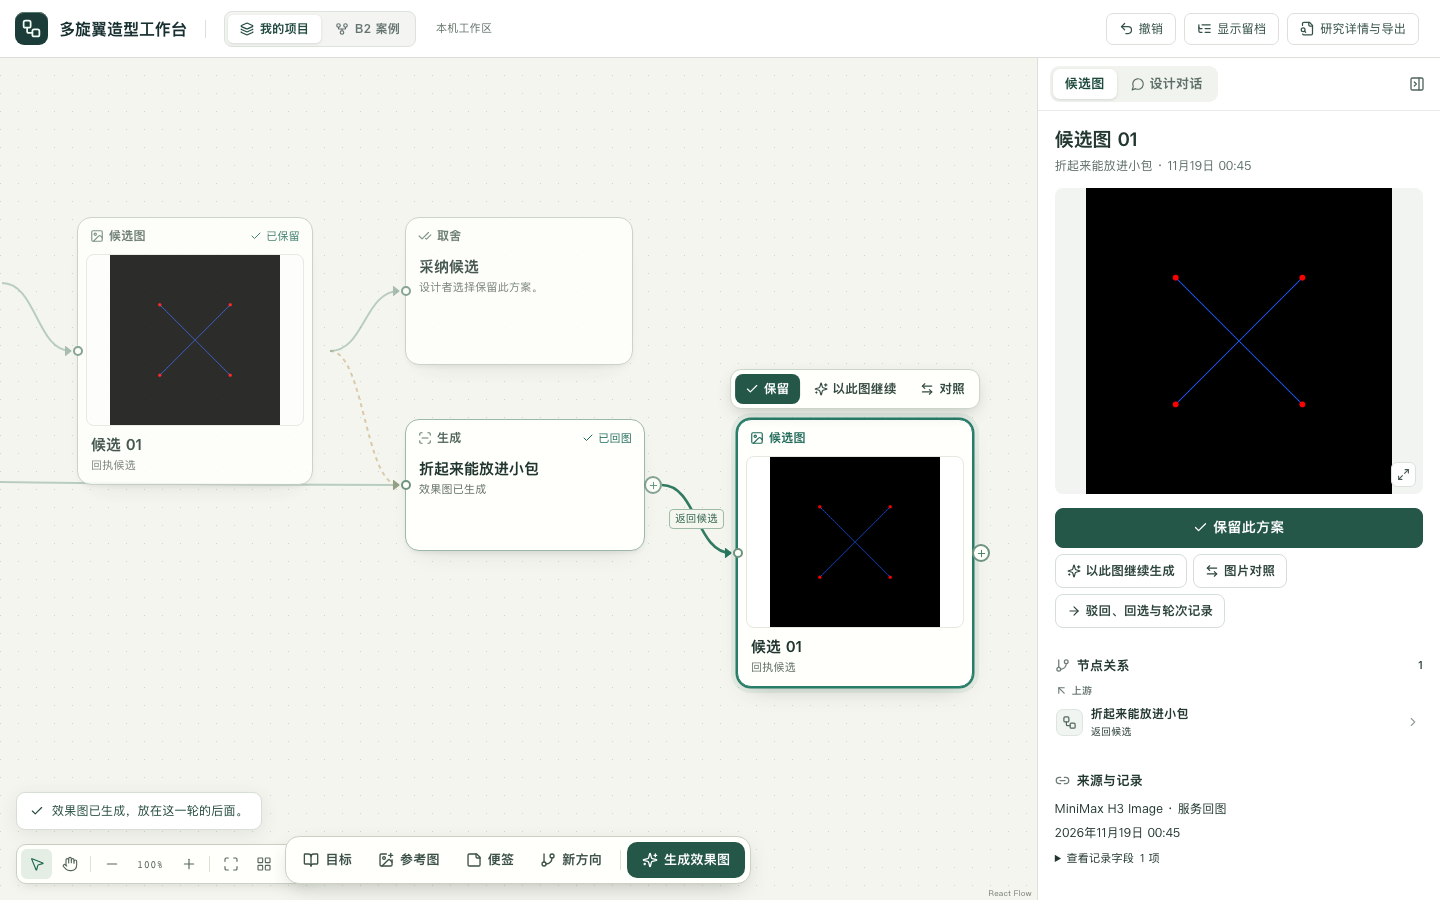 多旋翼造型工作台
我的项目
B2 案例
本机工作区
撤销
显示留档
研究详情与导出
候选图
已保留
候选 01
回执候选
取舍
采纳候选
设计者选择保留此方案。
生成
已回图
折起来能放进小包
效果图已生成
返回候选
保留
以此图继续
对照
候选图
候选 01
回执候选
效果图已生成，放在这一轮的后面。
100%
目标
参考图
便签
新方向
生成效果图
React Flow
候选图
设计对话
候选图 01
折起来能放进小包 · 11月19日 00:45
保留此方案
以此图继续生成
图片对照
驳回、回选与轮次记录
节点关系
1
上游
折起来能放进小包
返回候选
来源与记录
MiniMax H3 Image · 服务回图
2026年11月19日 00:45
查看记录字段 1 项